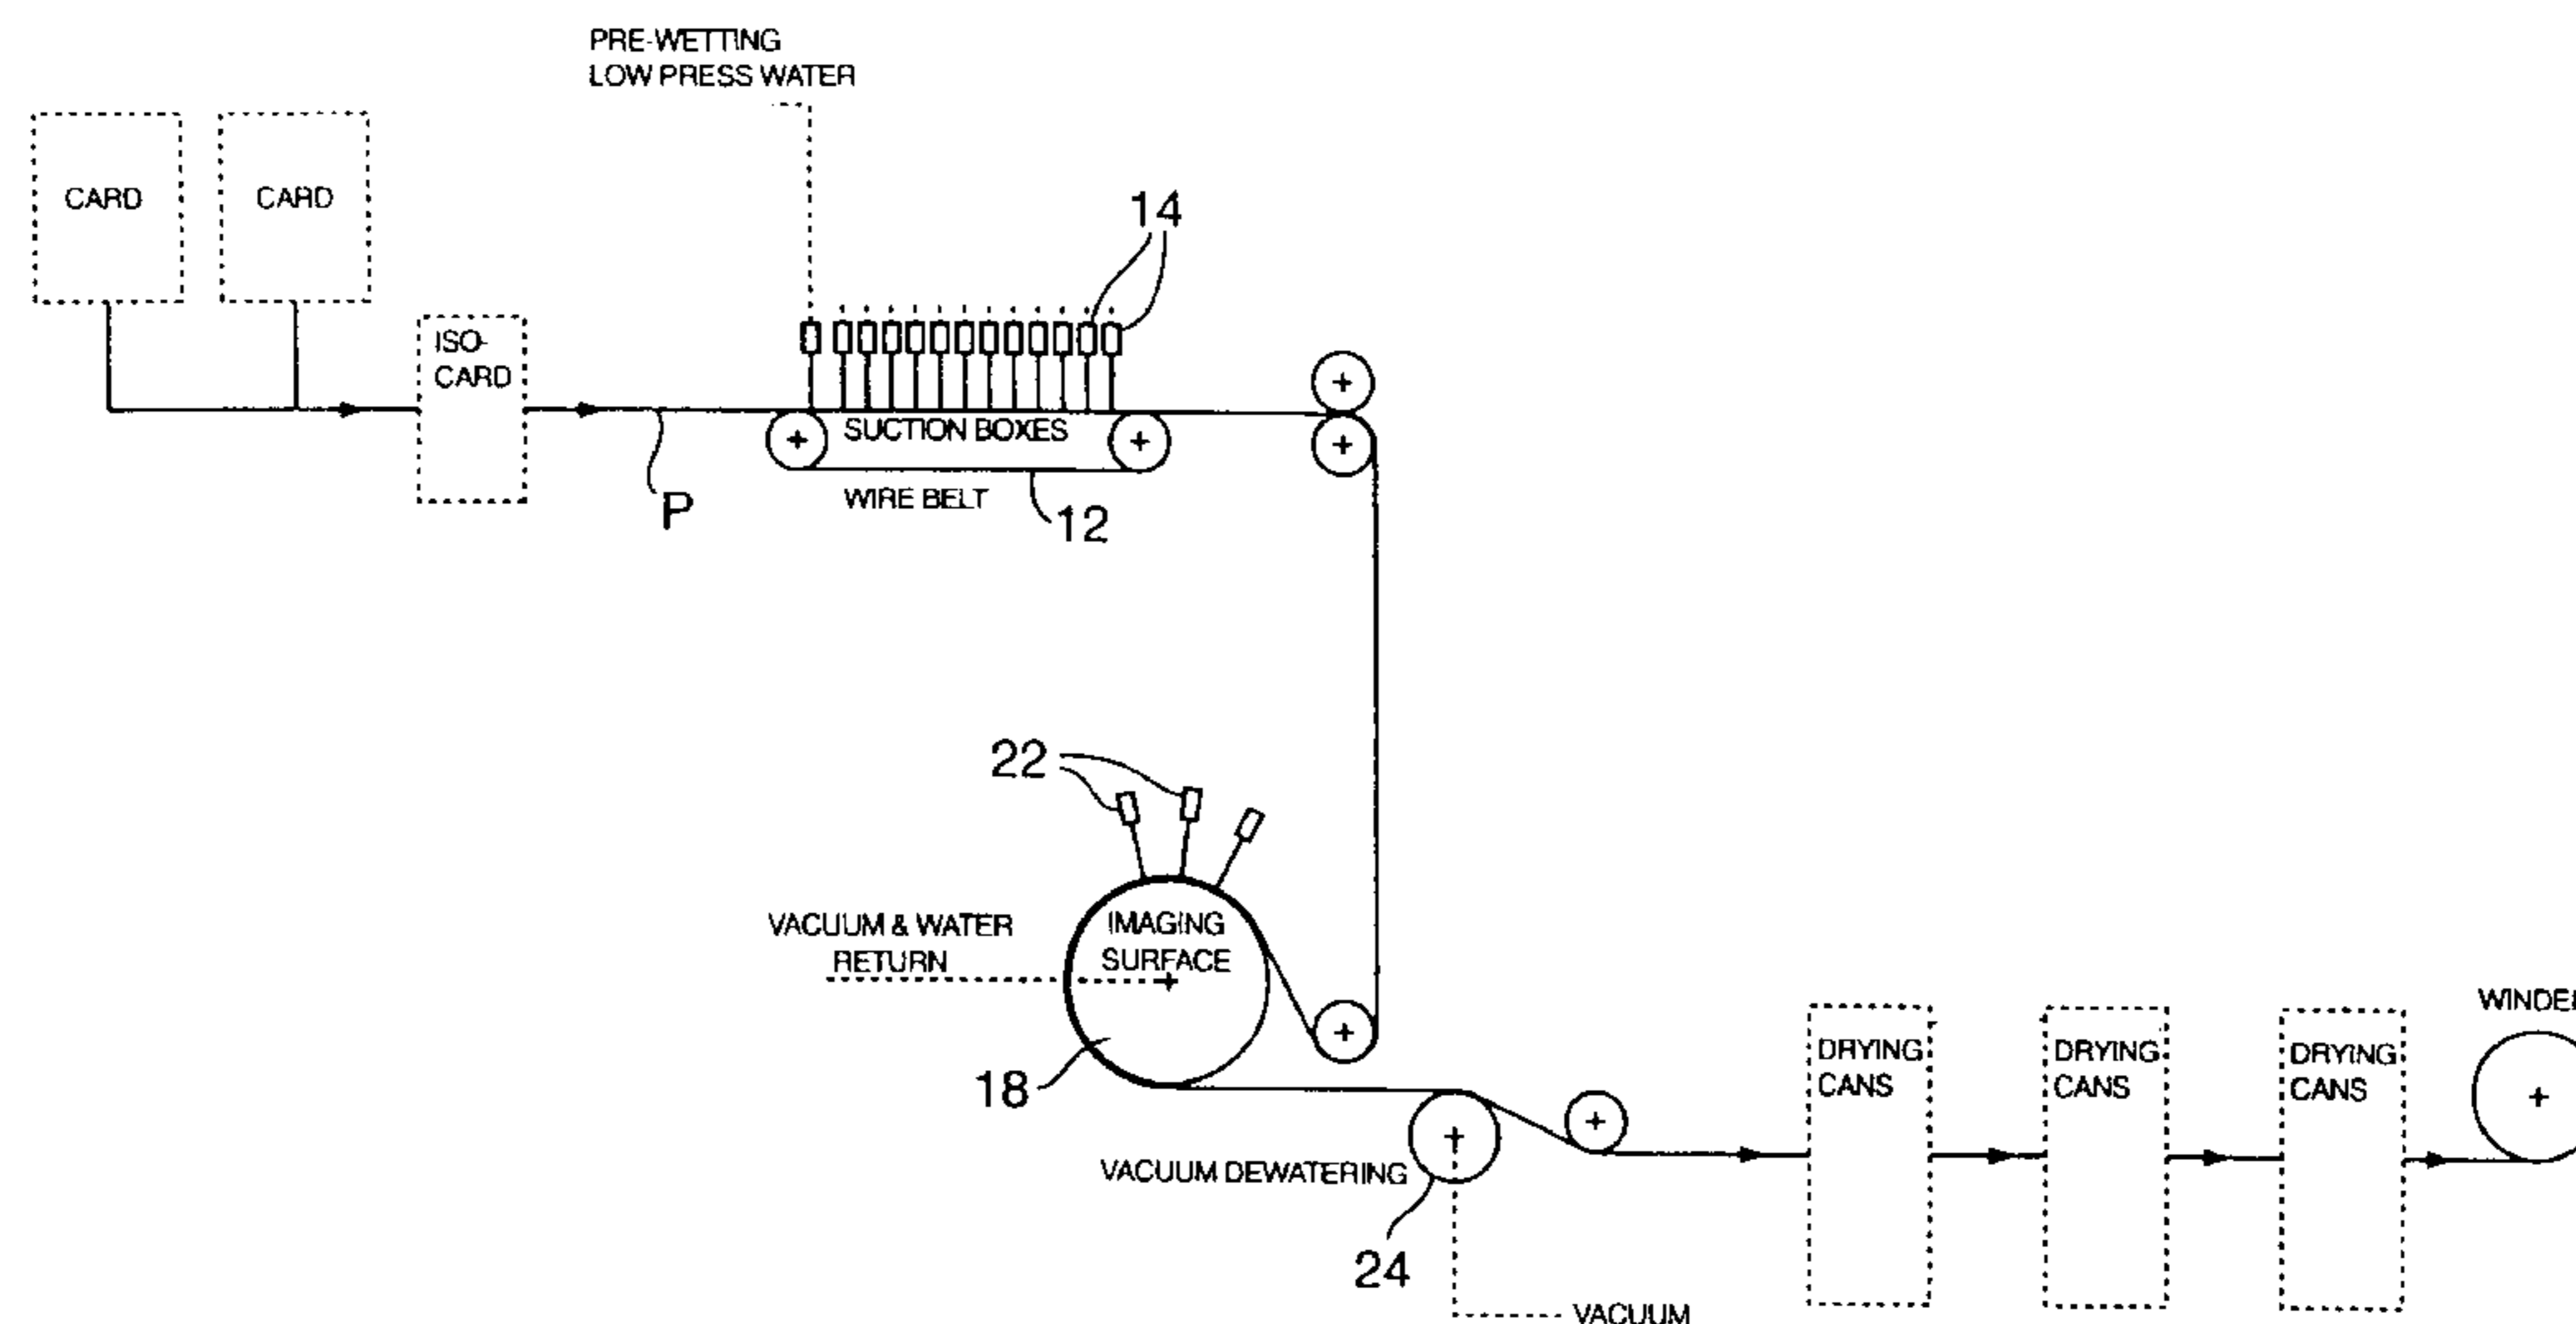 PRE-WETTING
LOW PRESS WATER
CARD
CARD
14
ISO-
CARD
SUCTION BOXES
P
WIRE BELT
12
22
VACUUM & WATER
RETURN
IMAGING
SURFACE
18
VACUUM DEWATERING
24
VACUUM
DRYING
CANS
DRYING
CANS
DRYING
CANS